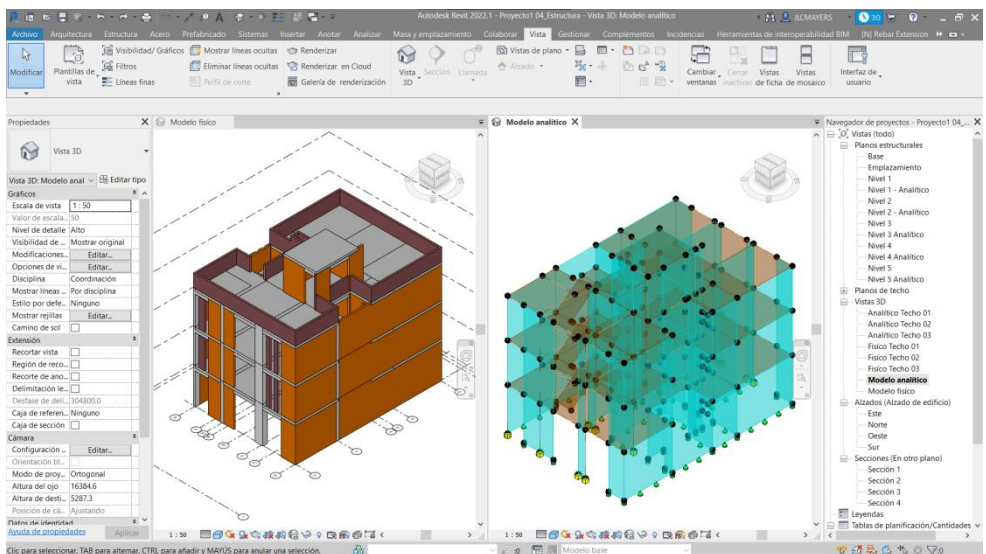 Autodesk Revit 2022.1 - Proyecto1 04_Estructura - Vista 3D: Modelo analítico
JLCMAYERS
30
Archivo Arquitectura Estructura Acero Prefabricado Sistemas Insertar Anotar Analizar Masa y emplazamiento Colaborar Vista Gestionar Complementos Incidencias Herramientas de interoperabilidad BIM [N] Rebar Extension
Modificar
Plantillas de vista
Visibilidad/ Gráficos
Filtros
Líneas finas
Mostrar líneas ocultas
Eliminar líneas ocultas
Perfil de corte
Renderizar
Renderizar en Cloud
Galería de renderización
Vista 3D
Sección
Llamada
Vistas de plano
Alzado
Cambiar ventanas
Cerrar inactivas
Vistas de ficha
Vistas de mosaico
Interfaz de usuario
Propiedades X
Vista 3D
Vista 3D: Modelo anal Editar tipo
Gráficos
Escala de vista 1 : 50
Valor de escala... 50
Nivel de detalle Alto
Visibilidad de ... Mostrar original
Modificaciones... Editar...
Opciones de vi... Editar...
Disciplina Coordinación
Mostrar líneas ... Por disciplina
Estilo por defe... Ninguno
Mostrar rejillas Editar...
Camino de sol
Extensión
Recortar vista
Región de reco...
Recorte de ano...
Delimitación le...
Desfase de deli... 304800.0
Caja de referen... Ninguno
Caja de sección
Cámara
Configuración ... Editar...
Orientación bl...
Modo de proy... Ortogonal
Altura del ojo 16384.6
Altura de desti... 5287.3
Posición de cá... Ajustando
Datos de identidad
Ayuda de propiedades Aplicar
Modelo físico
1 : 50
Modelo analítico X
1 : 50
Navegador de proyectos - Proyecto1 04_... X
Vistas (todo)
Planos estructurales
Base
Emplazamiento
Nivel 1
Nivel 1 - Analítico
Nivel 2
Nivel 2 - Analítico
Nivel 3
Nivel 3 Analítico
Nivel 4
Nivel 4 Analítico
Nivel 5
Nivel 5 Analítico
Planos de techo
Vistas 3D
Analítico Techo 01
Analítico Techo 02
Analítico Techo 03
Fisíco Techo 01
Fisíco Techo 02
Fisíco Techo 03
Modelo analítico
Modelo físico
Alzados (Alzado de edificio)
Este
Norte
Oeste
Sur
Secciones (En otro plano)
Sección 1
Sección 2
Sección 3
Sección 4
Leyendas
Tablas de planificación/Cantidades
Clic para seleccionar, TAB para alternar, CTRL para añadir y MAYÚS para anular una selección.
:0
Modelo base
:0